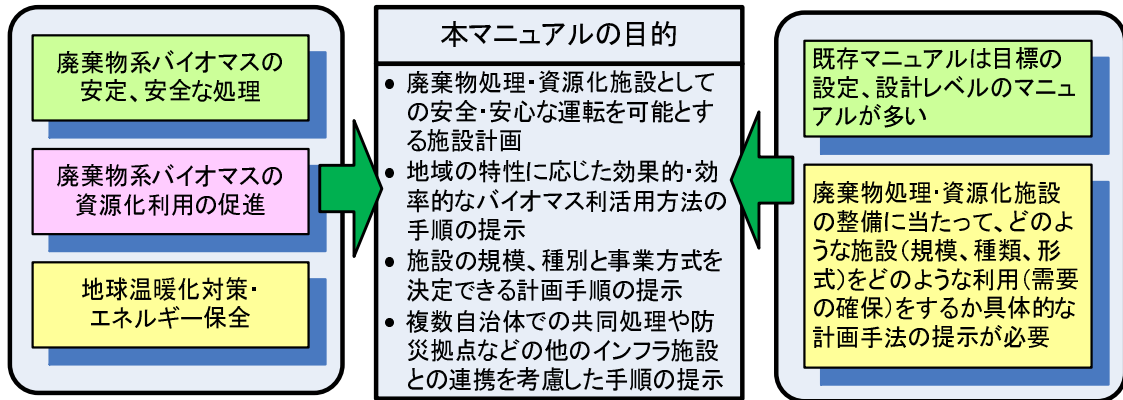 廃棄物系バイオマスの
安定、安全な処理
廃棄物系バイオマスの
資源化利用の促進
地球温暖化対策・
エネルギー保全
本マニュアルの目的
• 廃棄物処理・資源化施設として
の安全・安心な運転を可能とす
る施設計画
• 地域の特性に応じた効果的・効
率的なバイオマス利活用方法の
手順の提示
• 施設の規模、種別と事業方式を
決定できる計画手順の提示
• 複数自治体での共同処理や防
災拠点などの他のインフラ施設
との連携を考慮した手順の提示
既存マニュアルは目標の
設定、設計レベルのマニュ
アルが多い
廃棄物処理・資源化施設
の整備に当たって、どのよ
うな施設(規模、種類、形
式)をどのような利用(需要
の確保)をするか具体的な
計画手法の提示が必要